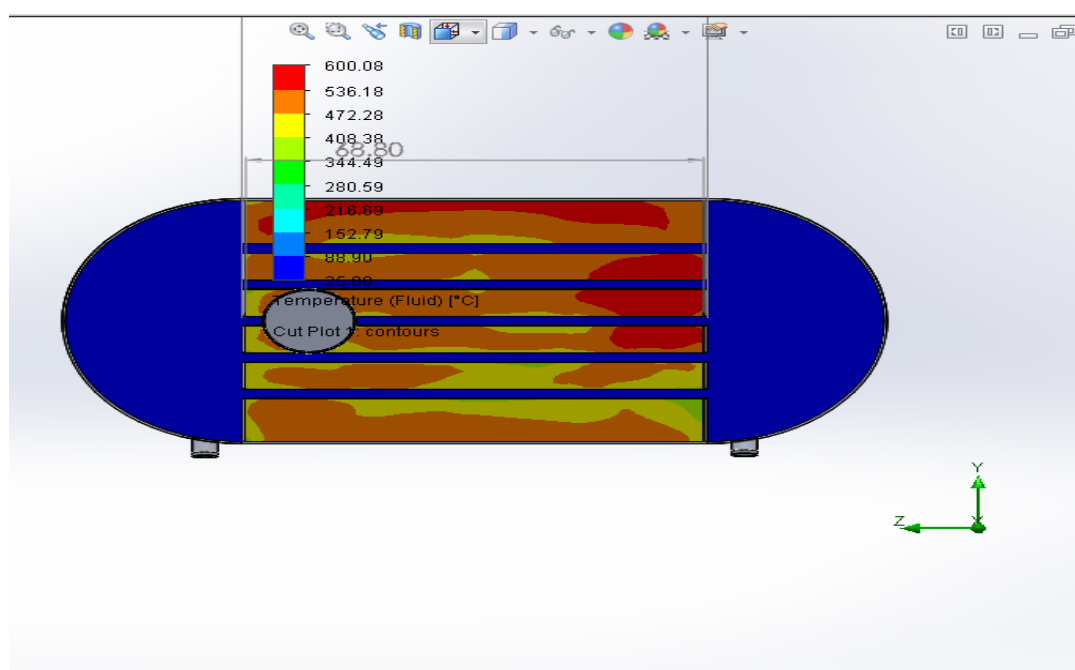 600.08
536.18
472.28
408.38
68.80
344.49
280.59
216.69
152.79
88.90
Temperature (Fluid) [°C]
Cut Plot 1: contours
Y
Z